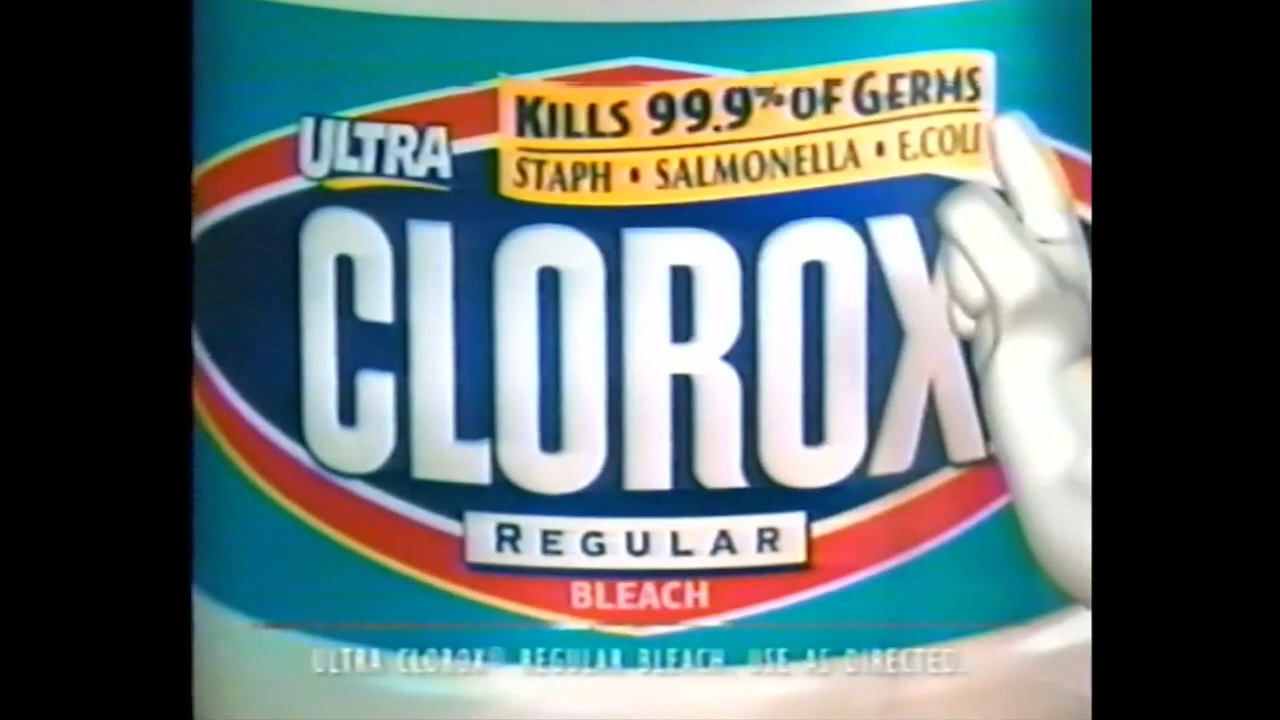 ULTRA
KILLS 99.9% OF GERMS
STAPH • SALMONELLA • E.COLI
CLOROX
REGULAR
BLEACH
ULTRA CLOROX® REGULAR BLEACH. USE AS DIRECTED.